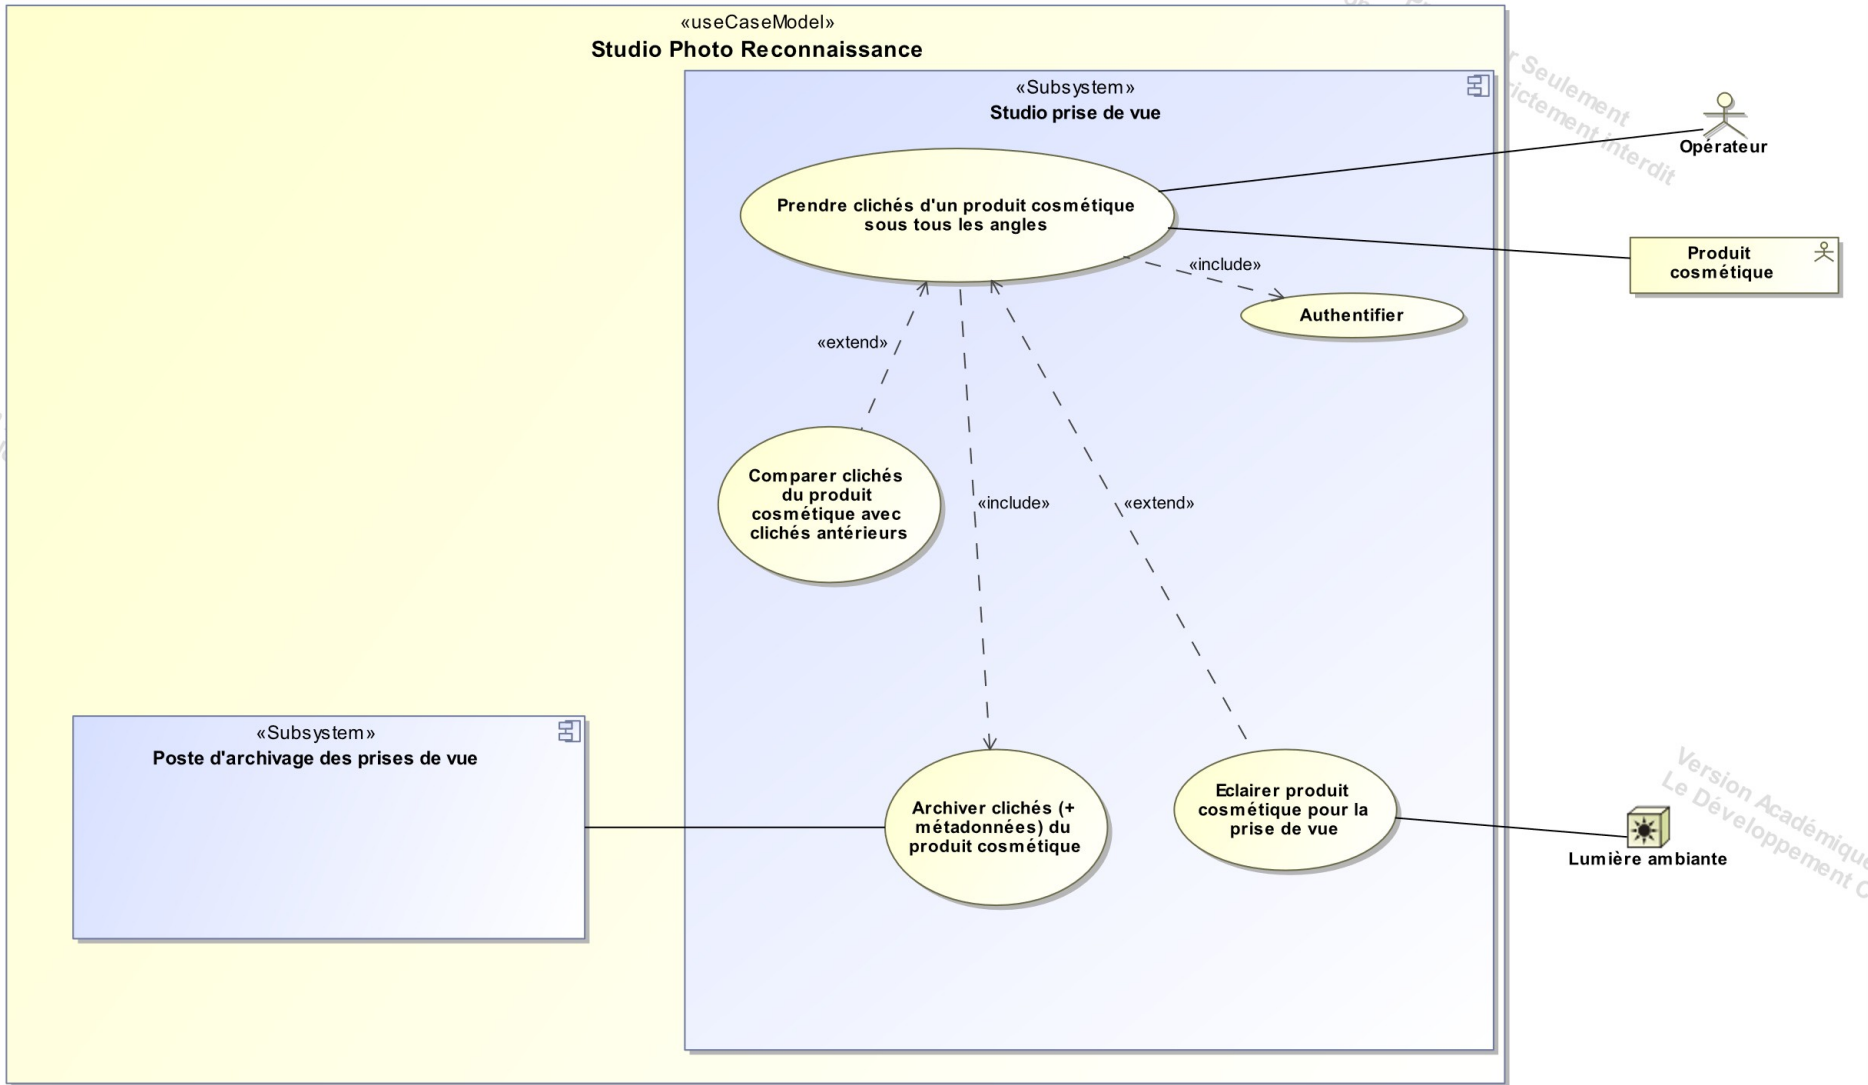 «useCaseModel»
Studio Photo Reconnaissance
«Subsystem»
Studio prise de vue
r Seulement
rictement interdit
Opérateur
Prendre clichés d'un produit cosmétique
sous tous les angles
Produit
cosmétique
«include»
Authentifier
«extend»
Comparer clichés
du produit
cosmétique avec
clichés antérieurs
«include»
«extend»
«Subsystem»
Poste d'archivage des prises de vue
Archiver clichés (+
métadonnées) du
produit cosmétique
Eclairer produit
cosmétique pour la
prise de vue
Lumière ambiante
Version Académique
Le Développement